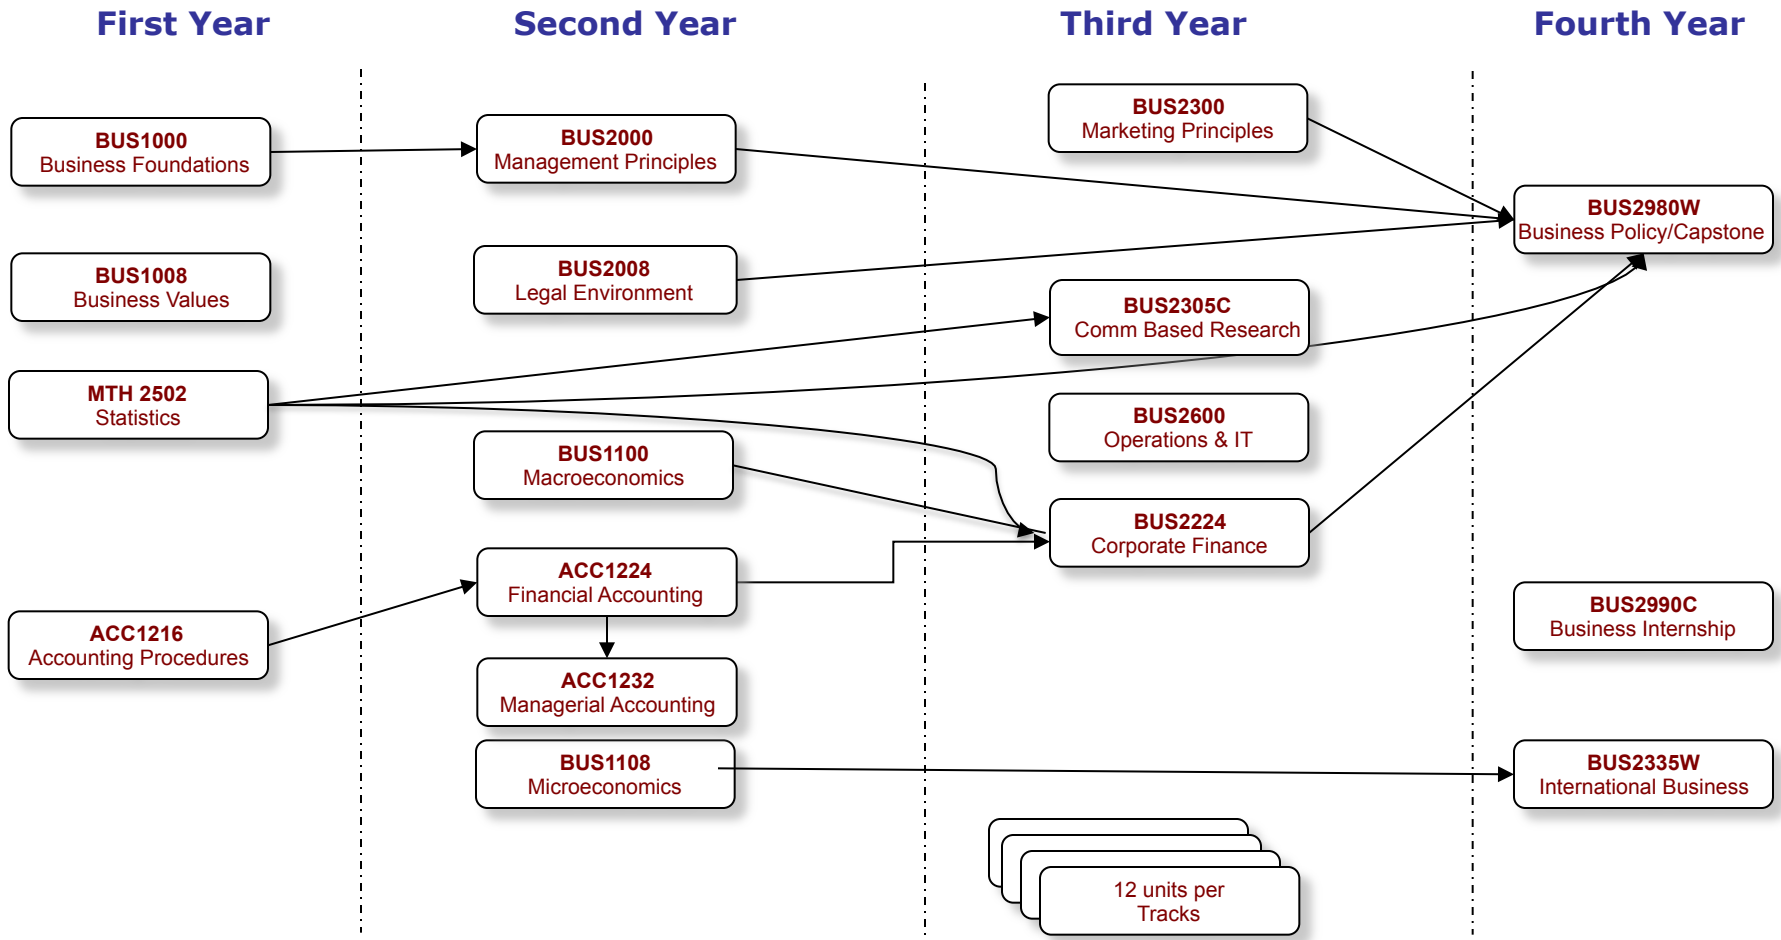 First Year
Second Year
Third Year
Fourth Year
BUS1000
Business Foundations
BUS1008
Business Values
MTH 2502
Statistics
ACC1216
Accounting Procedures
BUS2000
Management Principles
BUS2008
Legal Environment
BUS1100
Macroeconomics
ACC1224
Financial Accounting
ACC1232
Managerial Accounting
BUS1108
Microeconomics
BUS2300
Marketing Principles
BUS2305C
Comm Based Research
BUS2600
Operations & IT
BUS2224
Corporate Finance
12 units per
Tracks
BUS2980W
Business Policy/Capstone
BUS2990C
Business Internship
BUS2335W
International Business